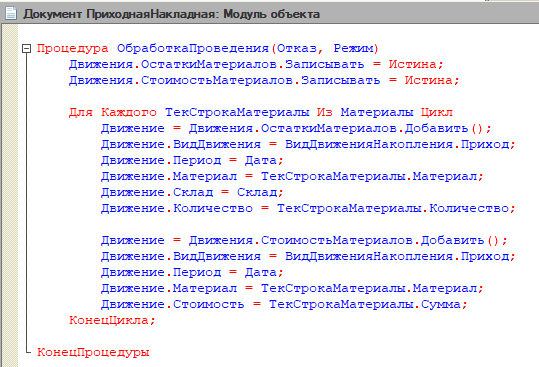 Документ ПриходнаяНакладная: Модуль объекта
Процедура ОбработкаПроведения(Отказ, Режим)
Движения.ОстаткиМатериалов.Записывать = Истина;
Движения.СтоимостьМатериалов.Записывать = Истина;
Для Каждого ТекСтрокаМатериалы Из Материалы Цикл
Движение = Движения.ОстаткиМатериалов.Добавить();
Движение.ВидДвижения = ВидДвиженияНакопления.Приход;
Движение.Период = Дата;
Движение.Материал = ТекСтрокаМатериалы.Материал;
Движение.Склад = Склад;
Движение.Количество = ТекСтрокаМатериалы.Количество;
Движение = Движения.СтоимостьМатериалов.Добавить();
Движение.ВидДвижения = ВидДвиженияНакопления.Приход;
Движение.Период = Дата;
Движение.Материал = ТекСтрокаМатериалы.Материал;
Движение.Стоимость = ТекСтрокаМатериалы.Сумма;
КонецЦикла;
КонецПроцедуры